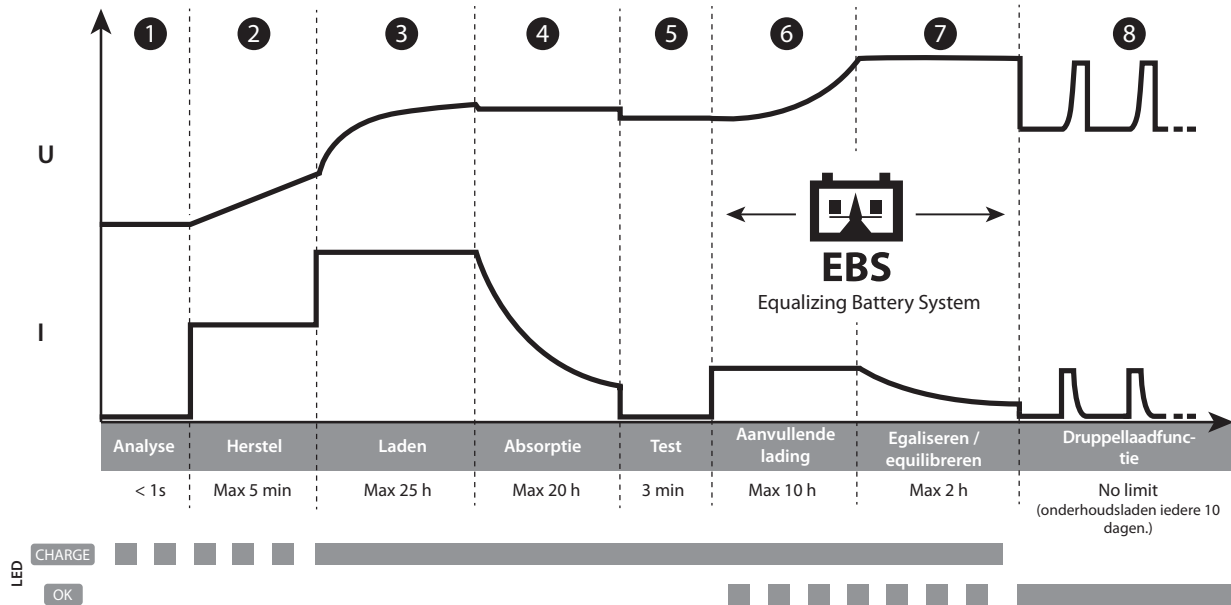 1 2 3 4 5 6 7 8
U
EBS
Equalizing Battery System
I
Analyse Herstel Laden Absorptie Test Aanvullende lading Egaliseren / equilibreren Druppellaadfunc-tie
< 1s Max 5 min Max 25 h Max 20 h 3 min Max 10 h Max 2 h No limit
(onderhoudsladen iedere 10
dagen.)
LED
CHARGE
OK